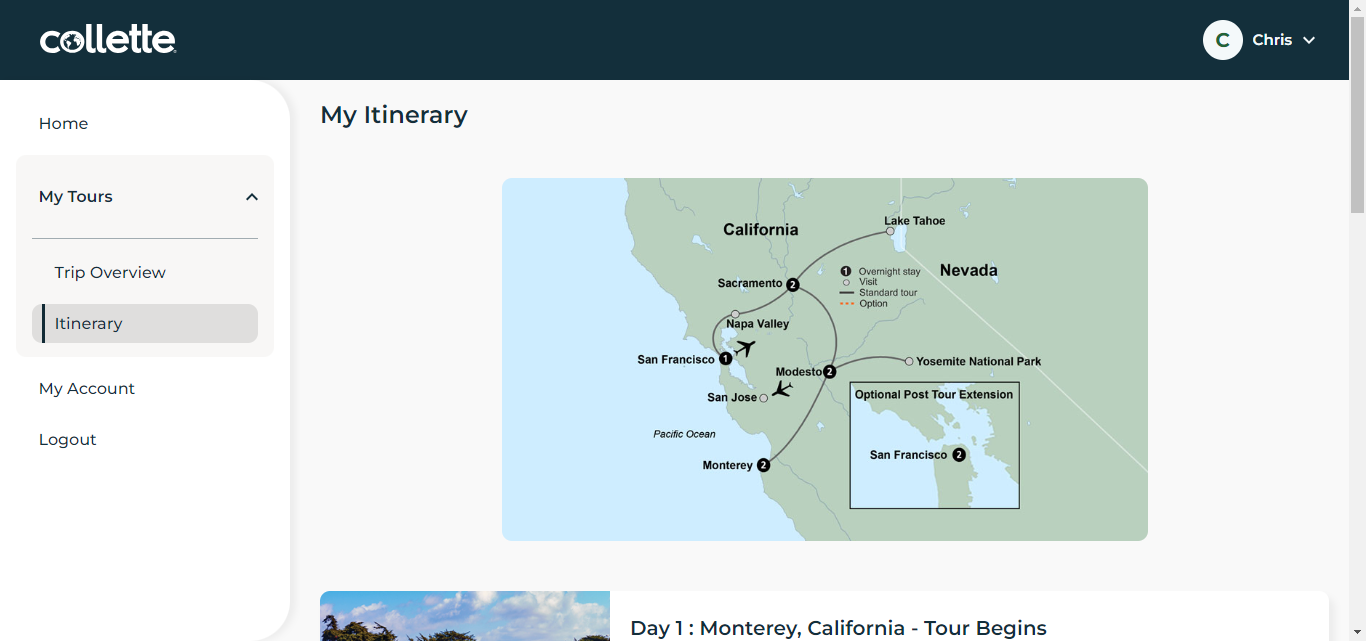 collette
C
Chris
Home
My Tours
Trip Overview
Itinerary
My Account
Logout
My Itinerary
Lake Tahoe
California
1 Overnight stay
Nevada
Visit
Sacramento 2
Standard tour
Option
Napa Valley
San Francisco 1
Yosemite National Park
Modesto 2
San Jose
Optional Post Tour Extension
Pacific Ocean
San Francisco 2
Monterey 2
Day 1 : Monterey, California - Tour Begins